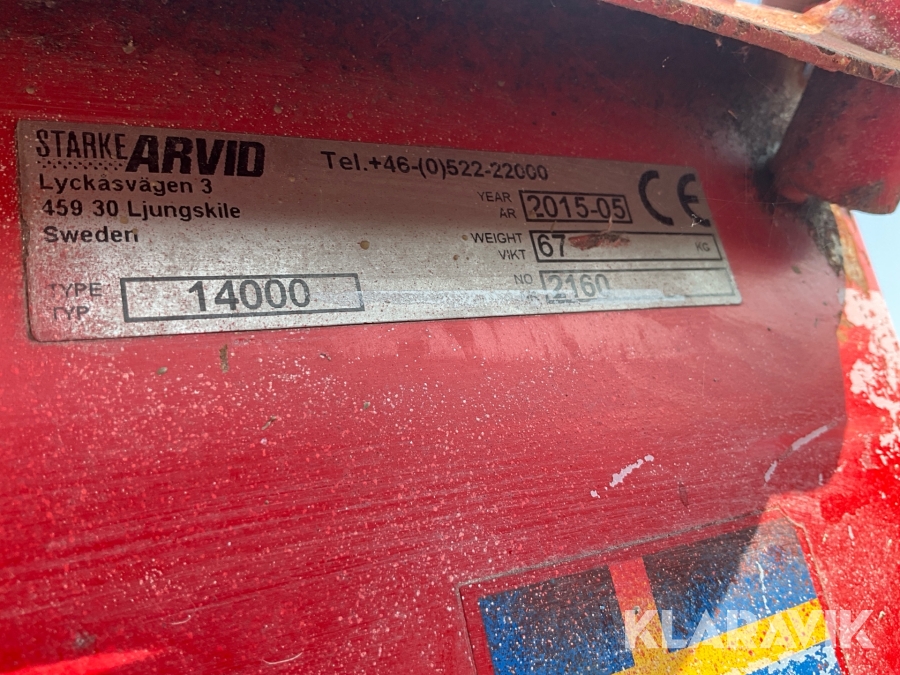 STARKE ARVID
Tel.+46-(0)522-22000
Lyckåsvägen 3
459 30 Ljungskile
Sweden
YEAR
ÅR
2015-05
CE
WEIGHT
VIKT
67
KG
TYPE
TYP
14000
NO
2160
KLARAVIK